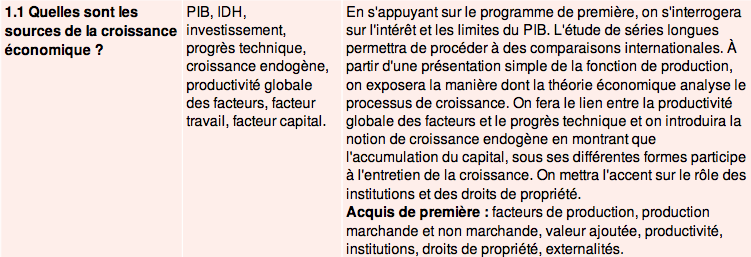 1.1 Quelles sont les
sources de la croissance
économique ?
PIB, IDH,
investissement,
progrès technique,
croissance endogène,
productivité globale
des facteurs, facteur
travail, facteur capital.
En s'appuyant sur le programme de première, on s'interrogera
sur l'intérêt et les limites du PIB. L'étude de séries longues
permettra de procéder à des comparaisons internationales. À
partir d'une présentation simple de la fonction de production,
on exposera la manière dont la théorie économique analyse le
processus de croissance. On fera le lien entre la productivité
globale des facteurs et le progrès technique et on introduira la
notion de croissance endogène en montrant que
l'accumulation du capital, sous ses différentes formes participe
à l'entretien de la croissance. On mettra l'accent sur le rôle des
institutions et des droits de propriété.
Acquis de première : facteurs de production, production
marchande et non marchande, valeur ajoutée, productivité,
institutions, droits de propriété, externalités.